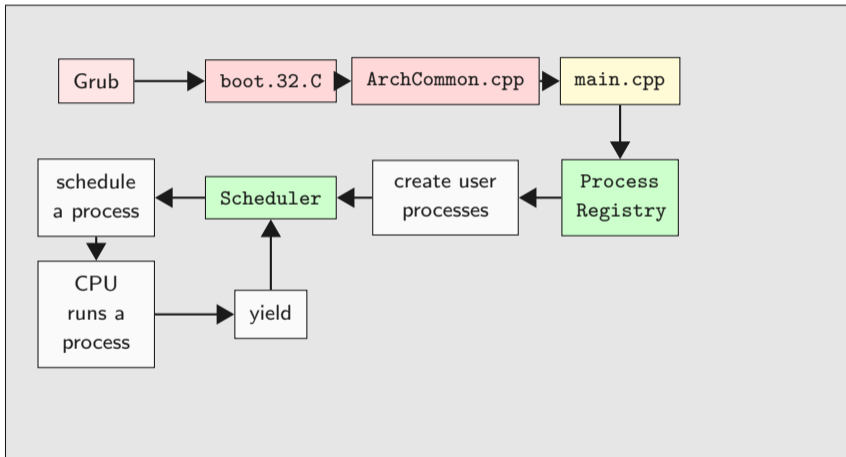 Grub
boot.32.C
ArchCommon.cpp
main.cpp
schedule
a process
Scheduler
create user
processes
Process
Registry
CPU
runs a
process
yield